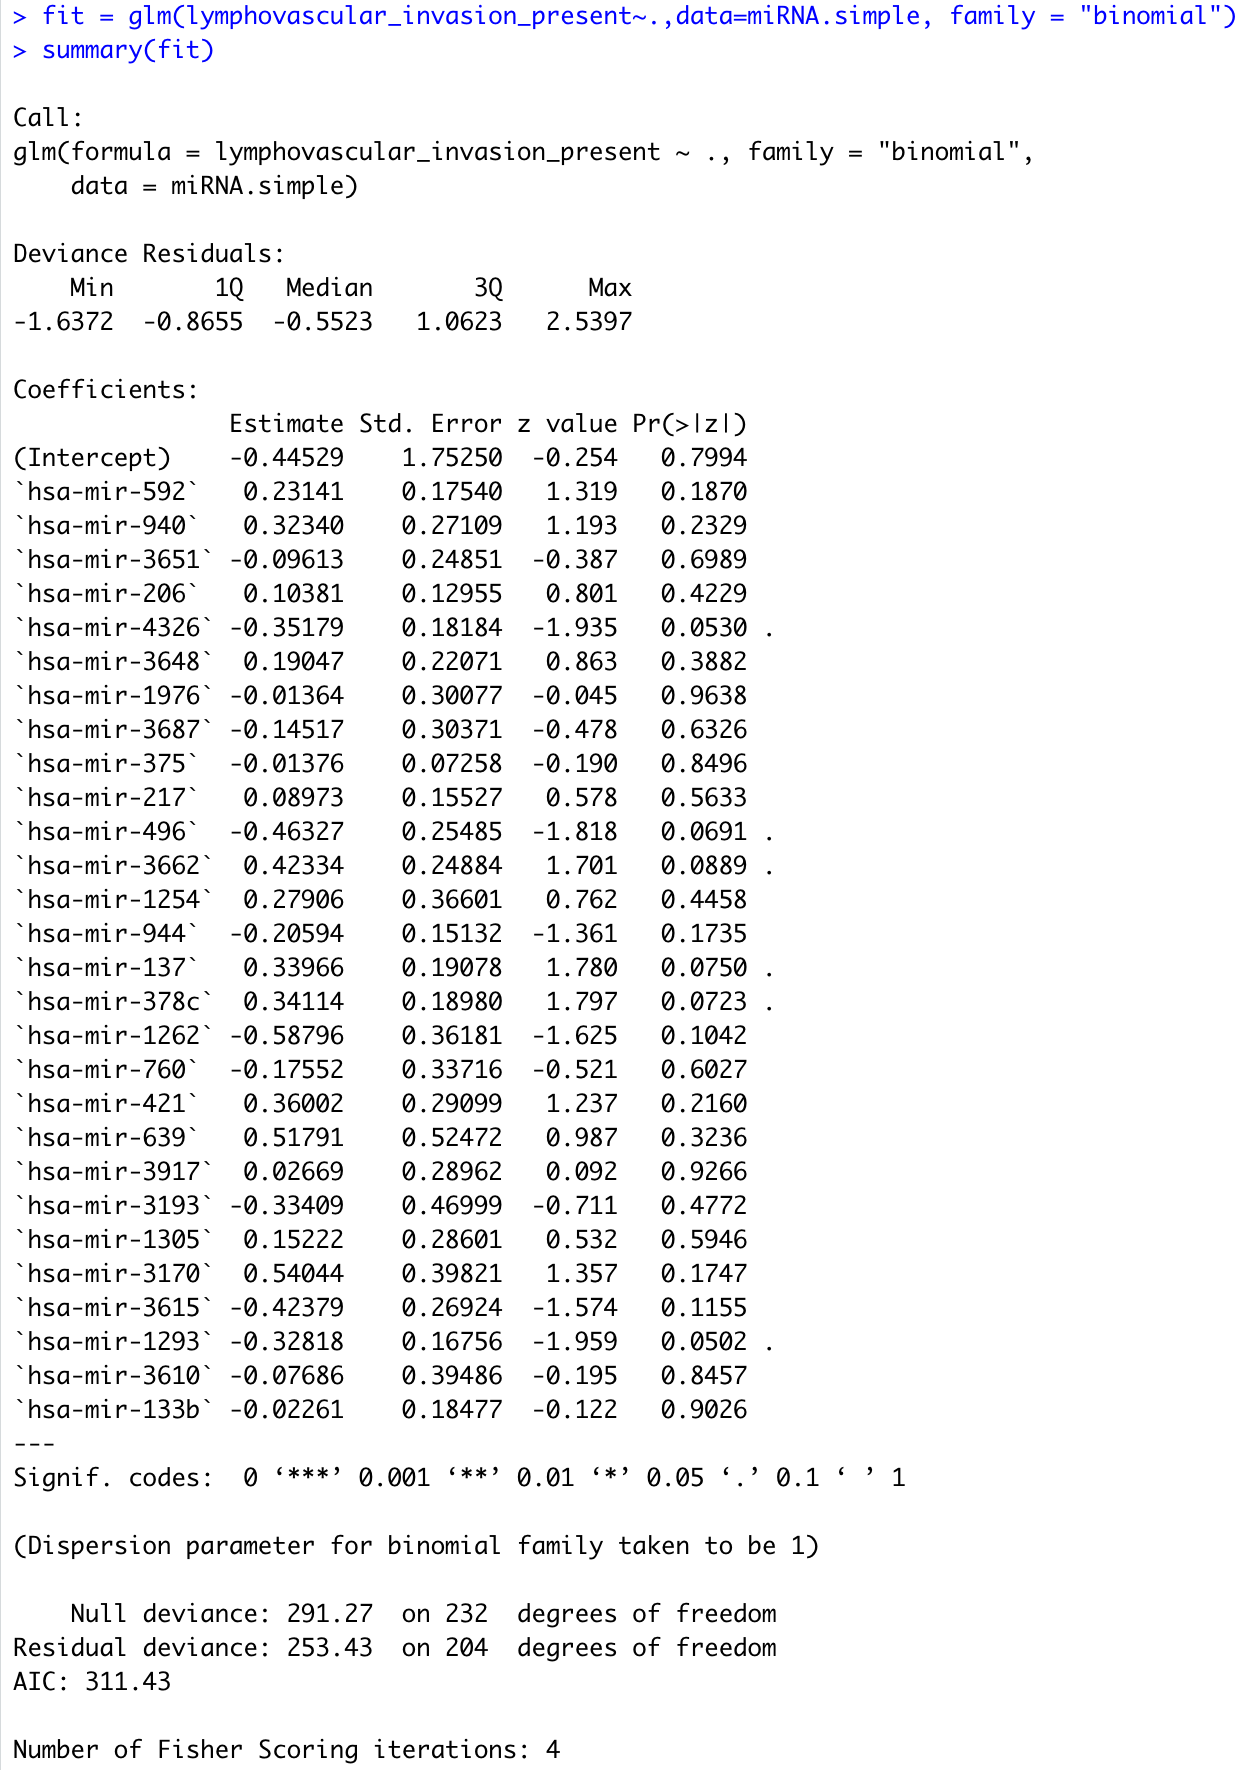 > fit = glm(lymphovascular_invasion_present~.,data=miRNA.simple, family = "binomial")
> summary(fit)
Call:
glm(formula = lymphovascular_invasion_present ~ ., family = "binomial",
    data = miRNA.simple)
Deviance Residuals:
    Min       1Q   Median       3Q      Max
-1.6372  -0.8655  -0.5523   1.0623   2.5397
Coefficients:
               Estimate Std. Error z value Pr(>|z|)
(Intercept)    -0.44529    1.75250  -0.254   0.7994
`hsa-mir-592`   0.23141    0.17540   1.319   0.1870
`hsa-mir-940`   0.32340    0.27109   1.193   0.2329
`hsa-mir-3651` -0.09613    0.24851  -0.387   0.6989
`hsa-mir-206`   0.10381    0.12955   0.801   0.4229
`hsa-mir-4326` -0.35179    0.18184  -1.935   0.0530 .
`hsa-mir-3648`  0.19047    0.22071   0.863   0.3882
`hsa-mir-1976` -0.01364    0.30077  -0.045   0.9638
`hsa-mir-3687` -0.14517    0.30371  -0.478   0.6326
`hsa-mir-375`  -0.01376    0.07258  -0.190   0.8496
`hsa-mir-217`   0.08973    0.15527   0.578   0.5633
`hsa-mir-496`  -0.46327    0.25485  -1.818   0.0691 .
`hsa-mir-3662`  0.42334    0.24884   1.701   0.0889 .
`hsa-mir-1254`  0.27906    0.36601   0.762   0.4458
`hsa-mir-944`  -0.20594    0.15132  -1.361   0.1735
`hsa-mir-137`   0.33966    0.19078   1.780   0.0750 .
`hsa-mir-378c`  0.34114    0.18980   1.797   0.0723 .
`hsa-mir-1262` -0.58796    0.36181  -1.625   0.1042
`hsa-mir-760`  -0.17552    0.33716  -0.521   0.6027
`hsa-mir-421`   0.36002    0.29099   1.237   0.2160
`hsa-mir-639`   0.51791    0.52472   0.987   0.3236
`hsa-mir-3917`  0.02669    0.28962   0.092   0.9266
`hsa-mir-3193` -0.33409    0.46999  -0.711   0.4772
`hsa-mir-1305`  0.15222    0.28601   0.532   0.5946
`hsa-mir-3170`  0.54044    0.39821   1.357   0.1747
`hsa-mir-3615` -0.42379    0.26924  -1.574   0.1155
`hsa-mir-1293` -0.32818    0.16756  -1.959   0.0502 .
`hsa-mir-3610` -0.07686    0.39486  -0.195   0.8457
`hsa-mir-133b` -0.02261    0.18477  -0.122   0.9026
---
Signif. codes:  0 ‘***’ 0.001 ‘**’ 0.01 ‘*’ 0.05 ‘.’ 0.1 ‘ ’ 1
(Dispersion parameter for binomial family taken to be 1)
    Null deviance: 291.27  on 232  degrees of freedom
Residual deviance: 253.43  on 204  degrees of freedom
AIC: 311.43
Number of Fisher Scoring iterations: 4